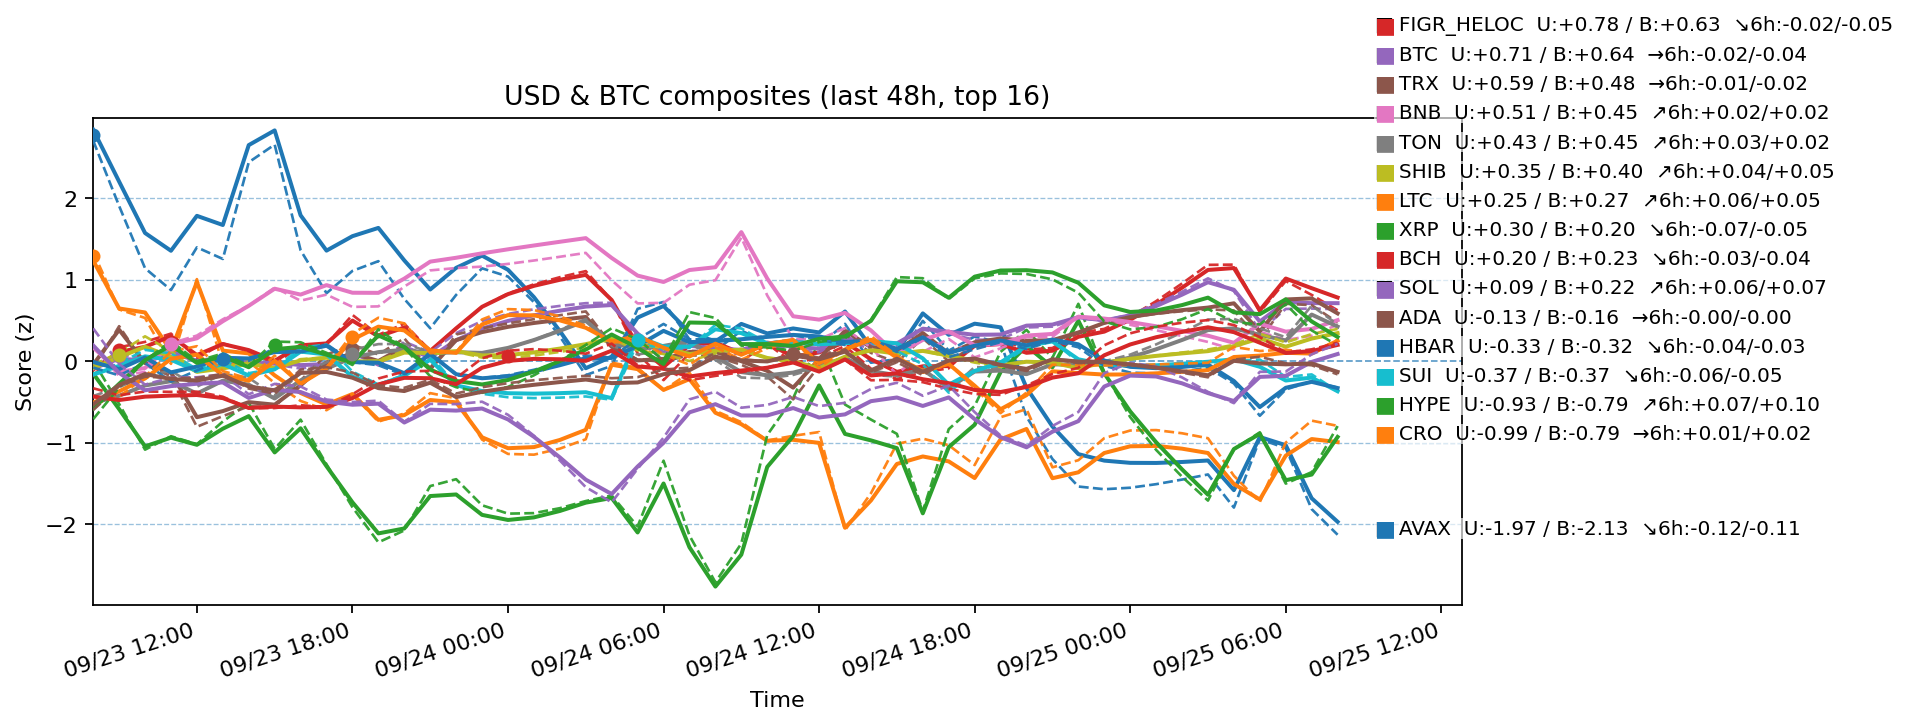 USD & BTC composites (last 48h, top 16)
FIGR_HELOC U:+0.78 / B:+0.63 ↘6h:-0.02/-0.05
BTC U:+0.71 / B:+0.64 →6h:-0.02/-0.04
TRX U:+0.59 / B:+0.48 →6h:-0.01/-0.02
BNB U:+0.51 / B:+0.45 ↗6h:+0.02/+0.02
TON U:+0.43 / B:+0.45 ↗6h:+0.03/+0.02
SHIB U:+0.35 / B:+0.40 ↗6h:+0.04/+0.05
LTC U:+0.25 / B:+0.27 ↗6h:+0.06/+0.05
XRP U:+0.30 / B:+0.20 ↘6h:-0.07/-0.05
BCH U:+0.20 / B:+0.23 ↘6h:-0.03/-0.04
SOL U:+0.09 / B:+0.22 ↗6h:+0.06/+0.07
ADA U:-0.13 / B:-0.16 →6h:-0.00/-0.00
HBAR U:-0.33 / B:-0.32 ↘6h:-0.04/-0.03
SUI U:-0.37 / B:-0.37 ↘6h:-0.06/-0.05
HYPE U:-0.93 / B:-0.79 ↗6h:+0.07/+0.10
CRO U:-0.99 / B:-0.79 →6h:+0.01/+0.02
AVAX U:-1.97 / B:-2.13 ↘6h:-0.12/-0.11
Score (z)
2
1
0
−1
−2
09/23 12:00
09/23 18:00
09/24 00:00
09/24 06:00
09/24 12:00
09/24 18:00
09/25 00:00
09/25 06:00
09/25 12:00
Time